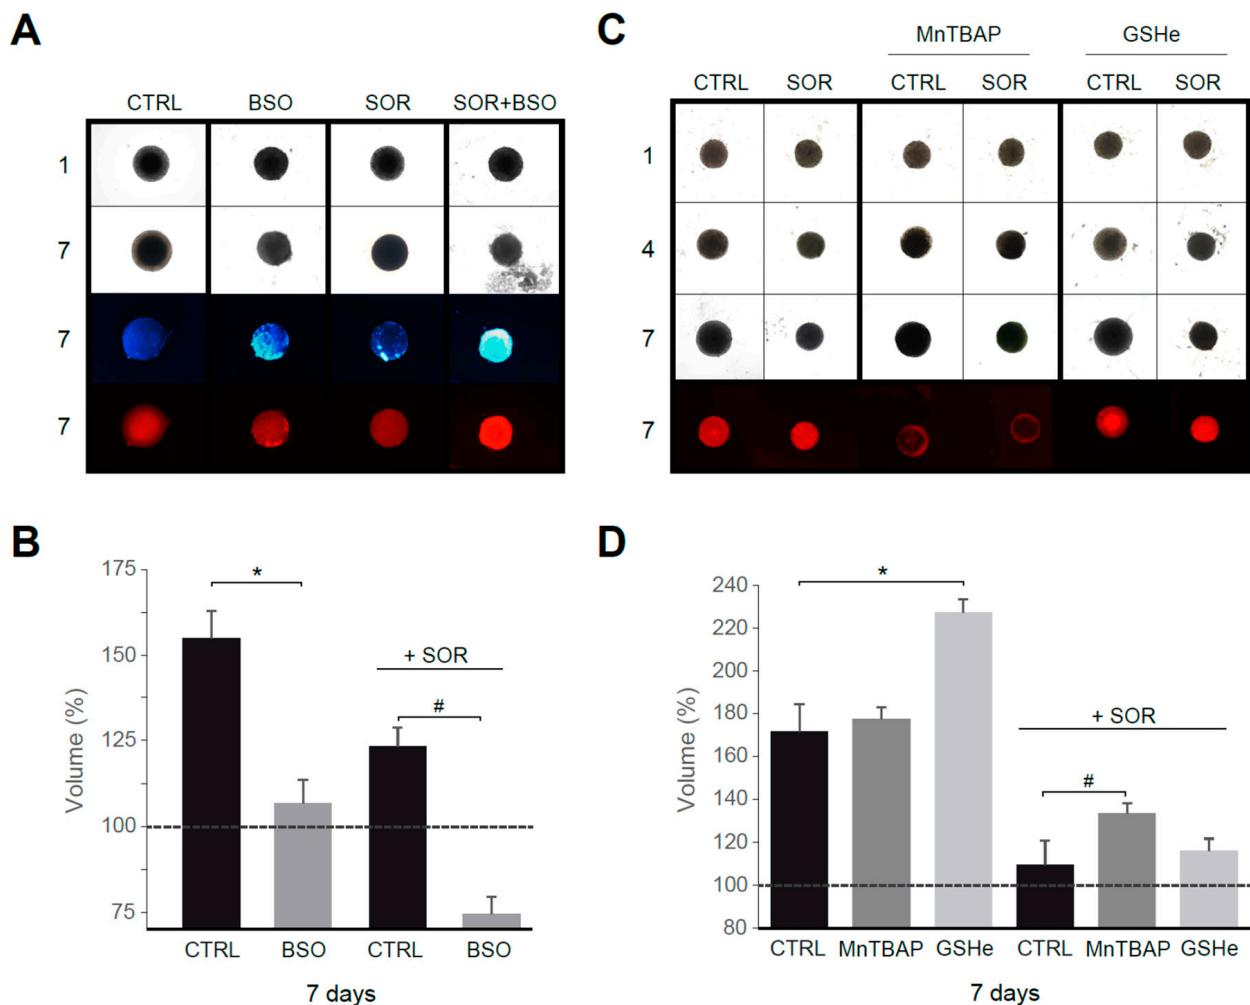 A
CTRL BSO SOR SOR+BSO
1
7
7
7
C
MnTBAP GSHe
CTRL SOR CTRL SOR CTRL SOR
1
4
7
7
B
Volume (%)
175
150
125
100
75
*
+ SOR
#
CTRL BSO CTRL BSO
7 days
D
Volume (%)
240
220
200
180
160
140
120
100
80
*
+ SOR
#
CTRL MnTBAP GSHe CTRL MnTBAP GSHe
7 days